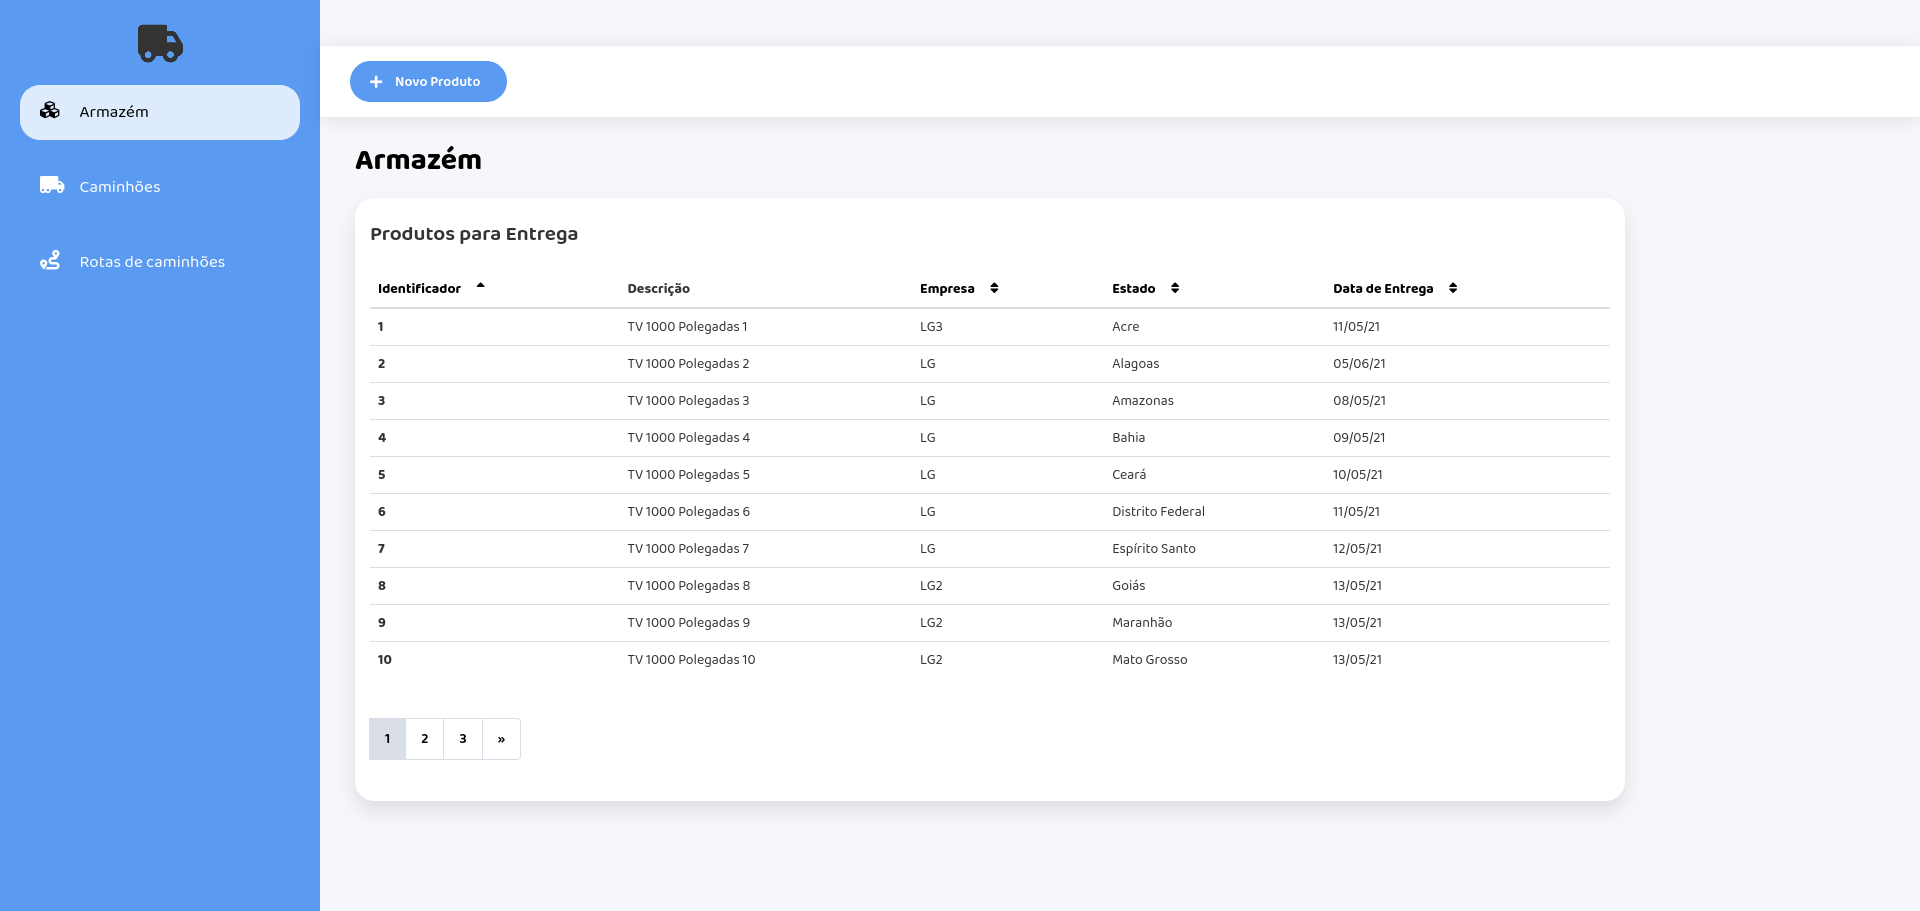 Armazém
Caminhões
Rotas de caminhões
Novo Produto
Armazém
Produtos para Entrega
Identificador Descrição Empresa Estado Data de Entrega
1 TV 1000 Polegadas 1 LG3 Acre 11/05/21
2 TV 1000 Polegadas 2 LG Alagoas 05/06/21
3 TV 1000 Polegadas 3 LG Amazonas 08/05/21
4 TV 1000 Polegadas 4 LG Bahia 09/05/21
5 TV 1000 Polegadas 5 LG Ceará 10/05/21
6 TV 1000 Polegadas 6 LG Distrito Federal 11/05/21
7 TV 1000 Polegadas 7 LG Espírito Santo 12/05/21
8 TV 1000 Polegadas 8 LG2 Goiás 13/05/21
9 TV 1000 Polegadas 9 LG2 Maranhão 13/05/21
10 TV 1000 Polegadas 10 LG2 Mato Grosso 13/05/21
1 2 3 »